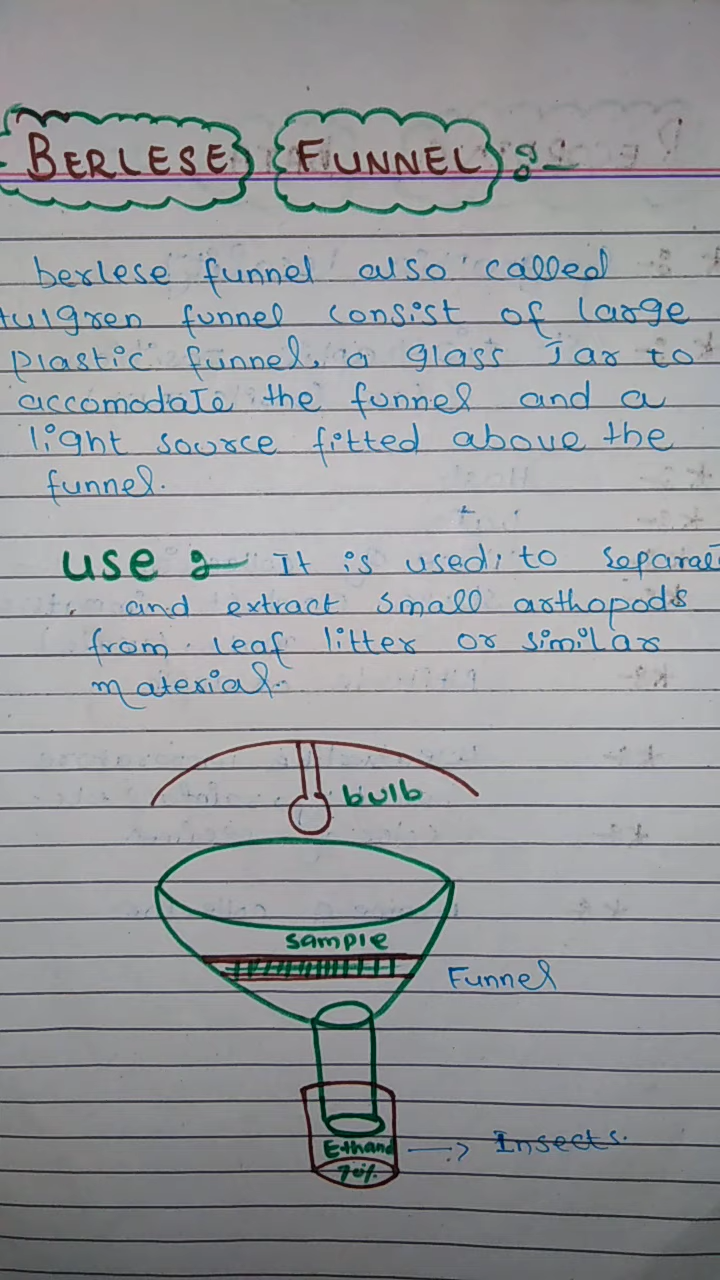 BERLESE FUNNEL :-
berlese funnel also called
tulgren funnel consist of large
plastic funnel, a glass Jar to
accomodate the funnel and a
light source fitted above the
funnel.
use :- It is used to separat
and extract small arthopods
from leaf litter or similar
material.
bulb
sample
Funnel
Ethanol
70%
Insects.